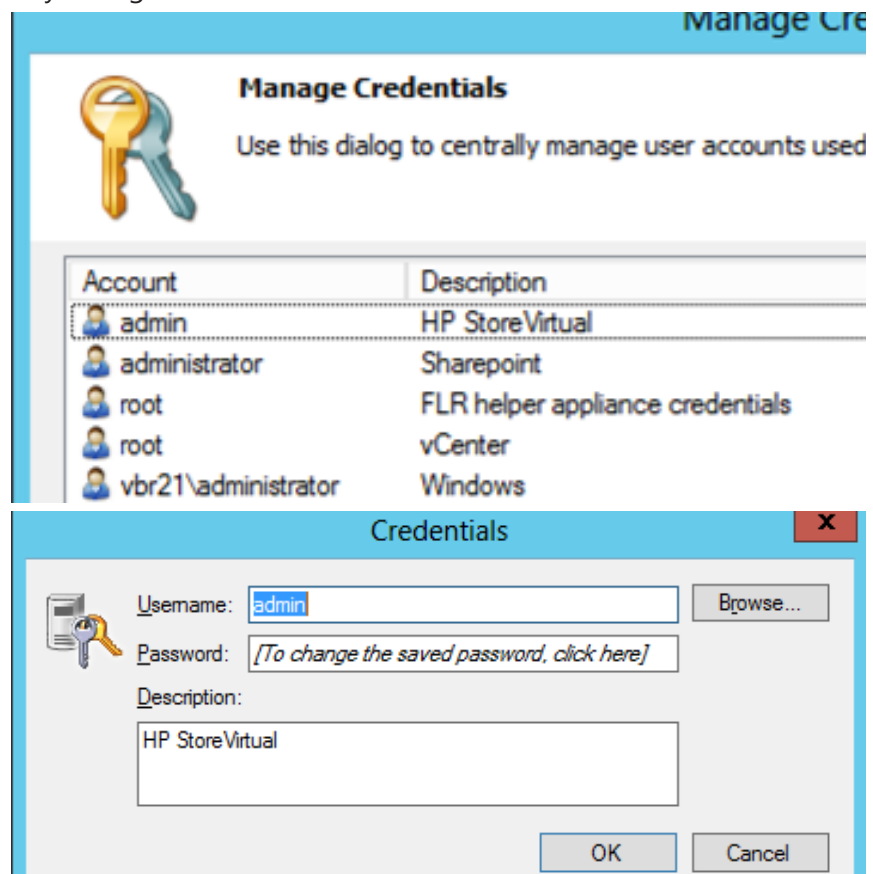 Manage Cre
Manage Credentials
Use this dialog to centrally manage user accounts used
Account Description
admin HP StoreVirtual
administrator Sharepoint
root FLR helper appliance credentials
root vCenter
vbr21\administrator Windows
Credentials
x
Username: admin Browse...
Password: [To change the saved password, click here]
Description:
HP StoreVirtual
OK Cancel